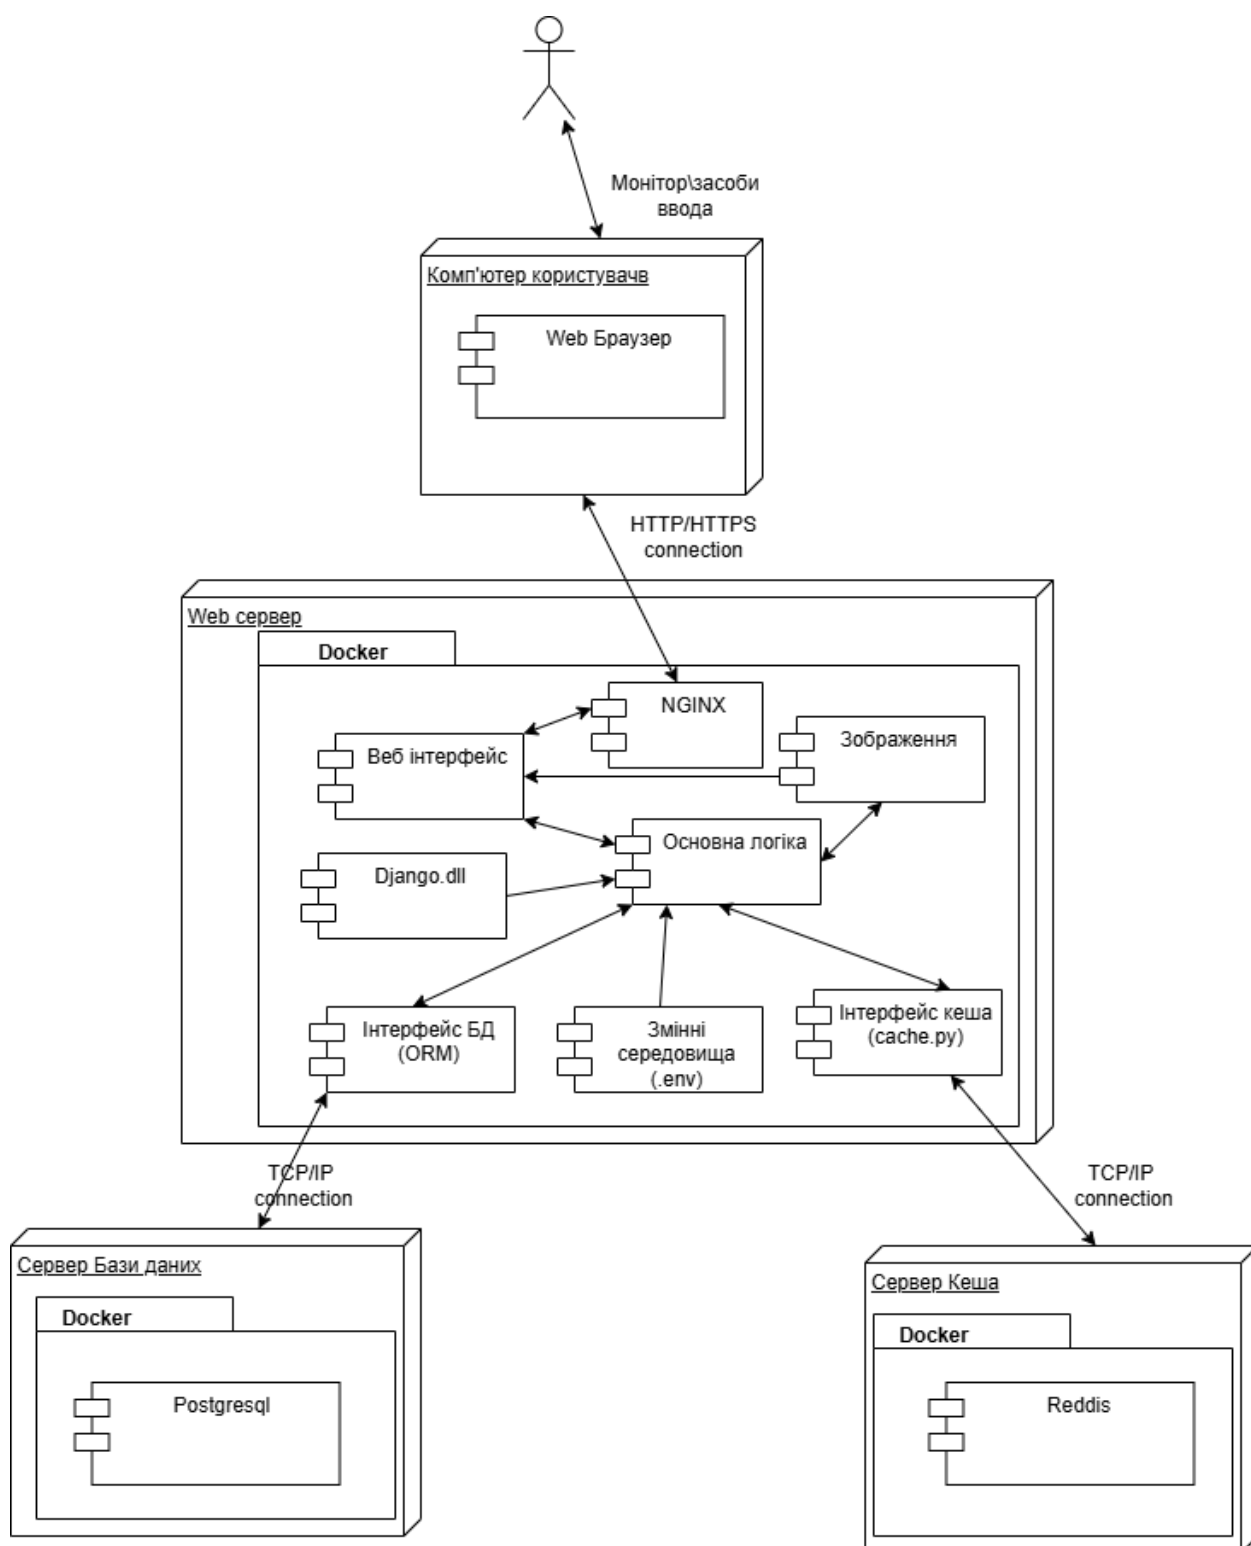 Монітор\засоби
ввода
Комп'ютер користувачв
Web Браузер
HTTP/HTTPS
connection
Web сервер
Docker
NGINX
Веб інтерфейс
Зображення
Основна логіка
Django.dll
Інтерфейс БД
(ORM)
Змінні
середовища
(.env)
Інтерфейс кеша
(cache.py)
TCP/IP
connection
TCP/IP
connection
Сервер Бази даних
Docker
Postgresql
Сервер Кеша
Docker
Reddis